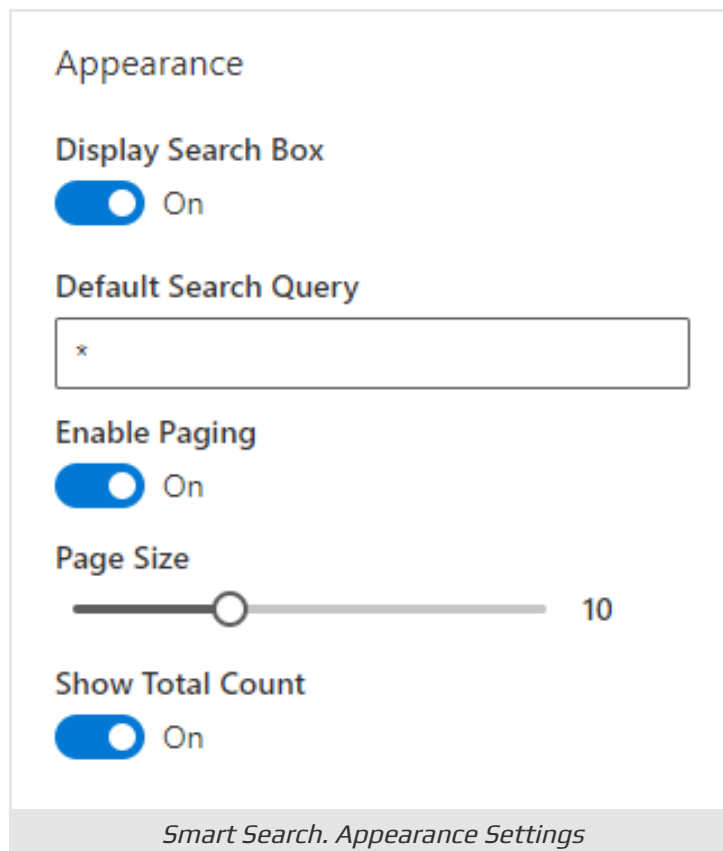 Appearance
Display Search Box
On
Default Search Query
*
Enable Paging
On
Page Size
10
Show Total Count
On
Smart Search. Appearance Settings